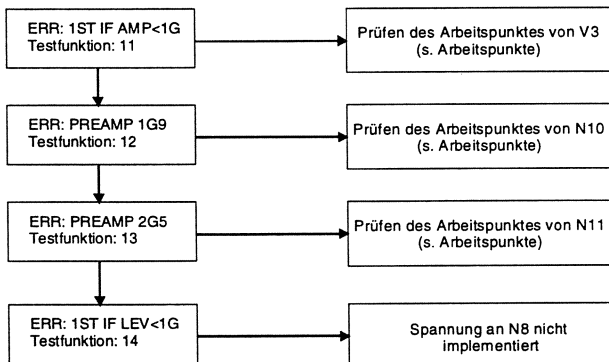 ERR: 1ST IF AMP<1G
Testfunktion: 11
Prüfen des Arbeitspunktes von V3
(s. Arbeitspunkte)
ERR: PREAMP 1G9
Testfunktion: 12
Prüfen des Arbeitspunktes von N10
(s. Arbeitspunkte)
ERR: PREAMP 2G5
Testfunktion: 13
Prüfen des Arbeitspunktes von N11
(s. Arbeitspunkte)
ERR: 1ST IF LEV<1G
Testfunktion: 14
Spannung an N8 nicht
implementiert